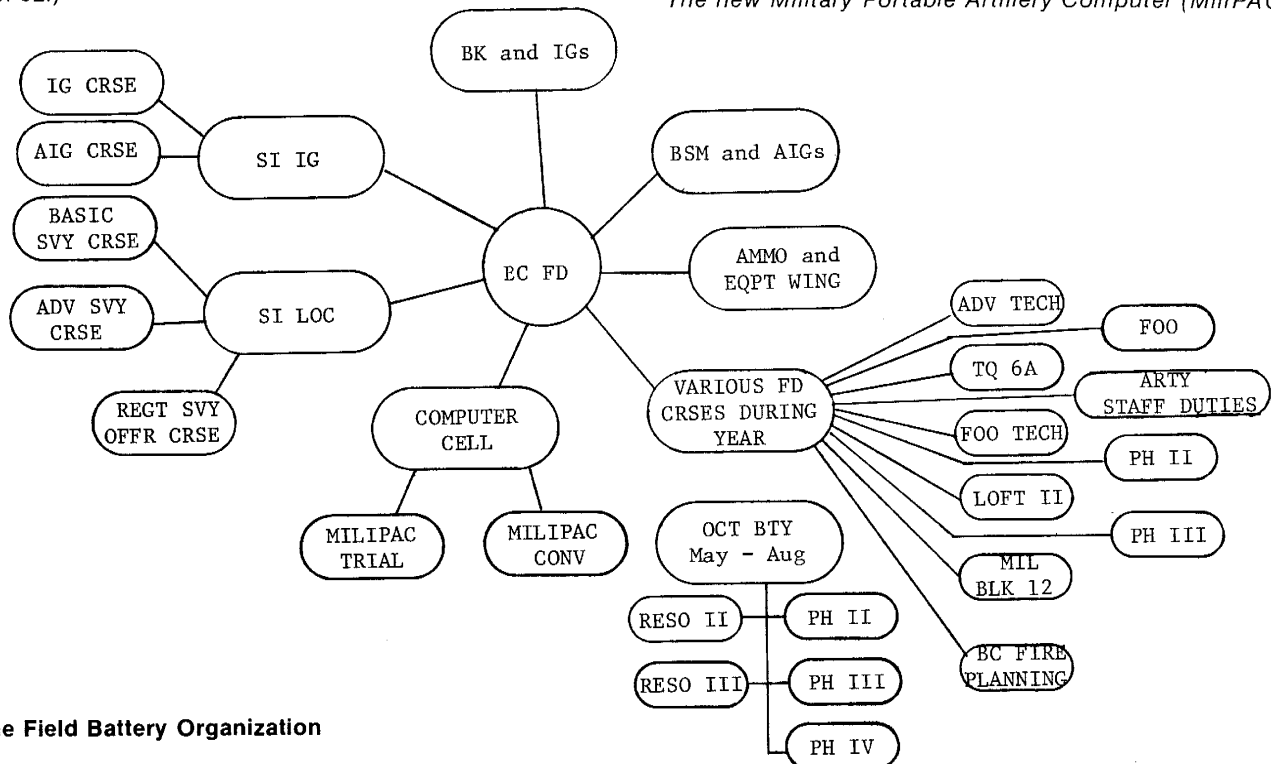 The new Military Portable Artillery Computer (MiliPAC
BK and IGs
IG CRSE
AIG CRSE
SI IG
BSM and AIGs
BASIC
SVY CRSE
ADV SVY
CRSE
SI LOC
REGT SVY
OFFR CRSE
BC FD
AMMO and
EQPT WING
COMPUTER
CELL
MILIPAC
TRIAL
MILIPAC
CONV
VARIOUS FD
CRSES DURING
YEAR
ADV TECH
FOO
TQ 6A
ARTY
STAFF DUTIES
FOO TECH
PH II
LOFT II
PH III
MIL
BLK 12
BC FIRE
PLANNING
OCT BTY
May - Aug
RESO II
PH II
RESO III
PH III
PH IV
Field Battery Organization